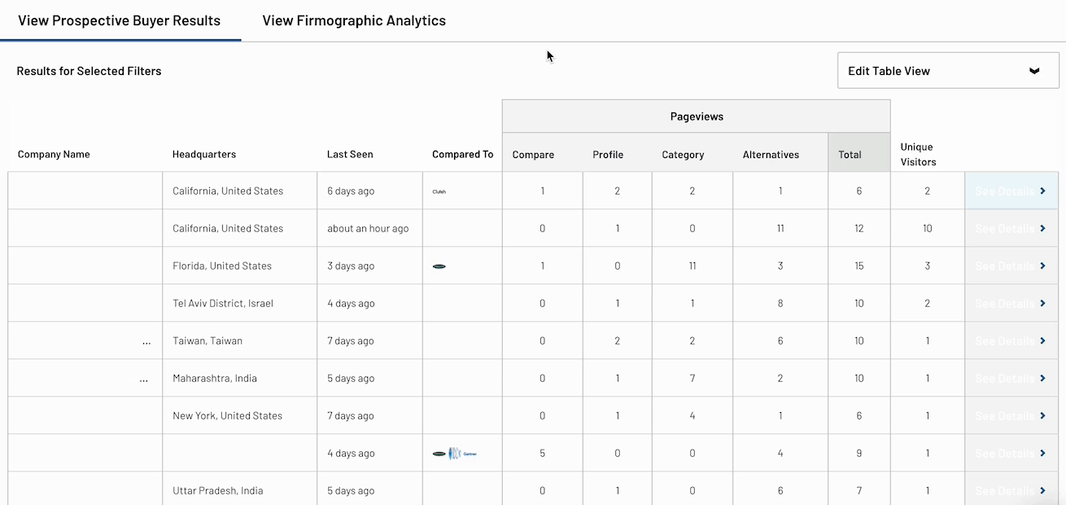 View Prospective Buyer Results View Firmographic Analytics
Results for Selected Filters Edit Table View
Pageviews
Company Name Headquarters Last Seen Compared To Compare Profile Category Alternatives Total Unique Visitors
California, United States 6 days ago Clutch 1 2 2 1 6 2 See Details
California, United States about an hour ago 0 1 0 11 12 10 See Details
Florida, United States 3 days ago 1 0 11 3 15 3 See Details
Tel Aviv District, Israel 4 days ago 0 1 1 8 10 2 See Details
... Taiwan, Taiwan 7 days ago 0 2 2 6 10 1 See Details
... Maharashtra, India 5 days ago 0 1 7 2 10 1 See Details
New York, United States 7 days ago 0 1 4 1 6 1 See Details
4 days ago Gartner 5 0 0 4 9 1 See Details
Uttar Pradesh, India 5 days ago 0 1 0 6 7 1 See Details